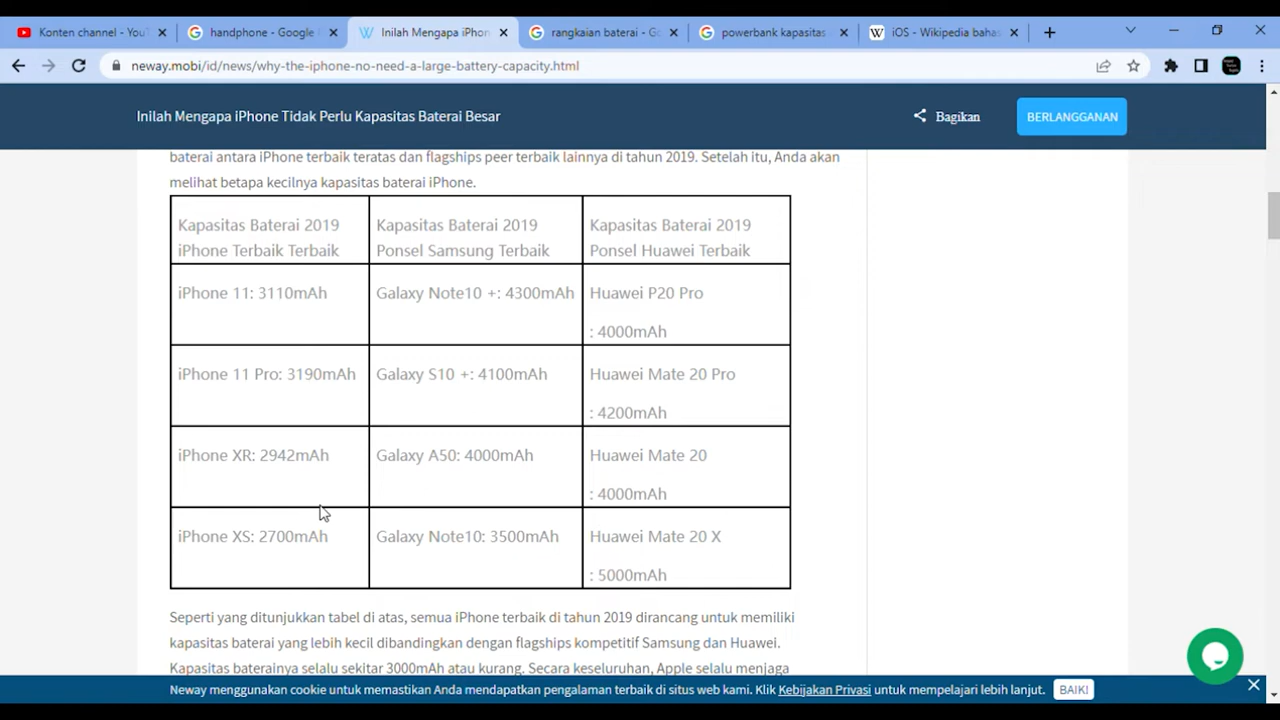 Konten channel - YouT
handphone - Google
Inilah Mengapa iPhon
rangkaian baterai - Go
powerbank kapasitas
iOS - Wikipedia bahas
neway.mobi/id/news/why-the-iphone-no-need-a-large-battery-capacity.html
Inilah Mengapa iPhone Tidak Perlu Kapasitas Baterai Besar
Bagikan
BERLANGGANAN
baterai antara iPhone terbaik teratas dan flagships peer terbaik lainnya di tahun 2019. Setelah itu, Anda akan
melihat betapa kecilnya kapasitas baterai iPhone.
Kapasitas Baterai 2019
iPhone Terbaik Terbaik
Kapasitas Baterai 2019
Ponsel Samsung Terbaik
Kapasitas Baterai 2019
Ponsel Huawei Terbaik
iPhone 11: 3110mAh
Galaxy Note10 +: 4300mAh
Huawei P20 Pro
: 4000mAh
iPhone 11 Pro: 3190mAh
Galaxy S10 +: 4100mAh
Huawei Mate 20 Pro
: 4200mAh
iPhone XR: 2942mAh
Galaxy A50: 4000mAh
Huawei Mate 20
: 4000mAh
iPhone XS: 2700mAh
Galaxy Note10: 3500mAh
Huawei Mate 20 X
: 5000mAh
Seperti yang ditunjukkan tabel di atas, semua iPhone terbaik di tahun 2019 dirancang untuk memiliki
kapasitas baterai yang lebih kecil dibandingkan dengan flagships kompetitif Samsung dan Huawei.
Kapasitas baterainya selalu sekitar 3000mAh atau kurang. Secara keseluruhan, Apple selalu menjaga
Neway menggunakan cookie untuk memastikan Anda mendapatkan pengalaman terbaik di situs web kami. Klik Kebijakan Privasi untuk mempelajari lebih lanjut.
BAIK!